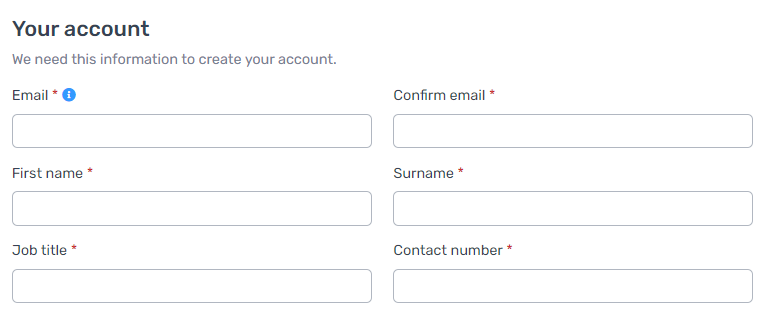 Your account
We need this information to create your account.
Email *
Confirm email *
First name *
Surname *
Job title *
Contact number *